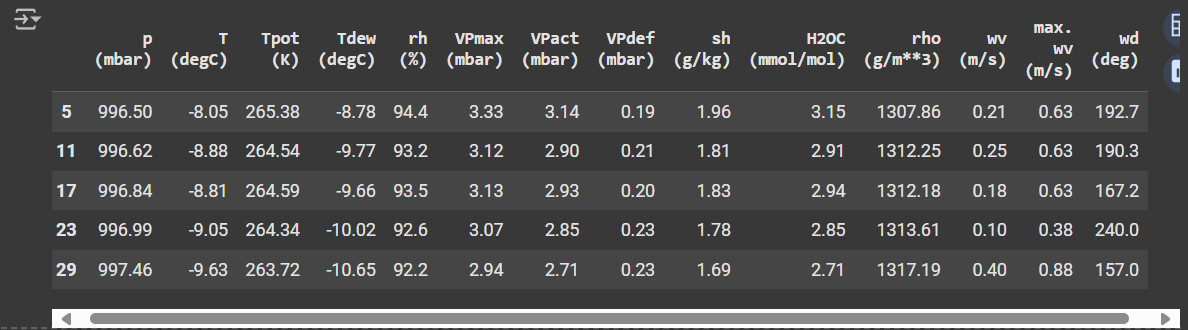 p T Tpot Tdew rh VPmax VPact VPdef sh H2OC rho wv max. wv wd
(mbar) (degC) (K) (degC) (%) (mbar) (mbar) (mbar) (g/kg) (mmol/mol) (g/m**3) (m/s) (m/s) (deg)
5 996.50 -8.05 265.38 -8.78 94.4 3.33 3.14 0.19 1.96 3.15 1307.86 0.21 0.63 192.7
11 996.62 -8.88 264.54 -9.77 93.2 3.12 2.90 0.21 1.81 2.91 1312.25 0.25 0.63 190.3
17 996.84 -8.81 264.59 -9.66 93.5 3.13 2.93 0.20 1.83 2.94 1312.18 0.18 0.63 167.2
23 996.99 -9.05 264.34 -10.02 92.6 3.07 2.85 0.23 1.78 2.85 1313.61 0.10 0.38 240.0
29 997.46 -9.63 263.72 -10.65 92.2 2.94 2.71 0.23 1.69 2.71 1317.19 0.40 0.88 157.0